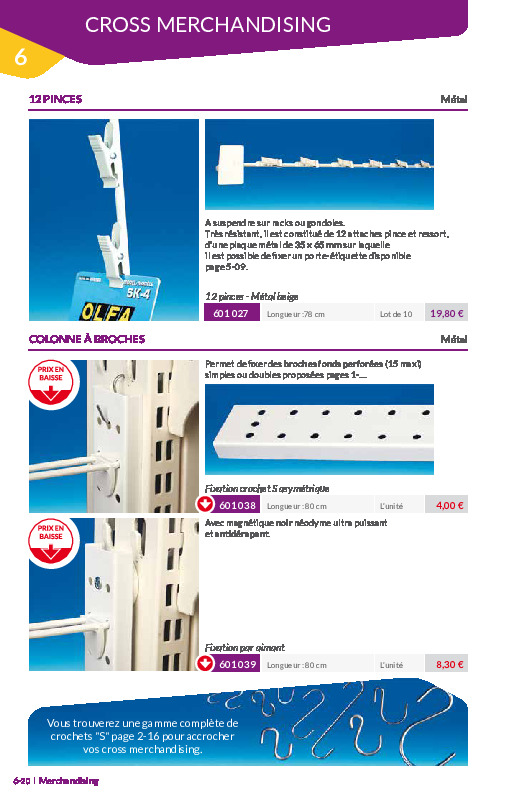 CROSS MERCHANDISING
6
12 PINCES
Métal
5K-4
OLFA
A suspendre sur racks ou gondoles.
Très résistant, il est constitué de 12 attaches pince et ressort,
d'une plaque métal de 35 x 65 mm sur laquelle
il est possible de fixer un porte-étiquette disponible
page 5-09.
12 pinces - Métal beige
601 027
Longueur : 78 cm
Lot de 10
19,80 €
COLONNE À BROCHES
Métal
PRIX EN
BAISSE
Permet de fixer des broches fonds perforées (15 maxi)
simples ou doubles proposées pages 1-...
Fixation crochet S asymétrique
601038
Longueur : 80 cm
L'unité
4,00 €
PRIX EN
BAISSE
Avec magnétique noir néodyme ultra puissant
et antidérapant.
Fixation par aimant
601039
Longueur : 80 cm
L'unité
8,30 €
Vous trouverez une gamme complète de
crochets "S" page 2-16 pour accrocher
vos cross merchandising.
6-20 I Merchandising